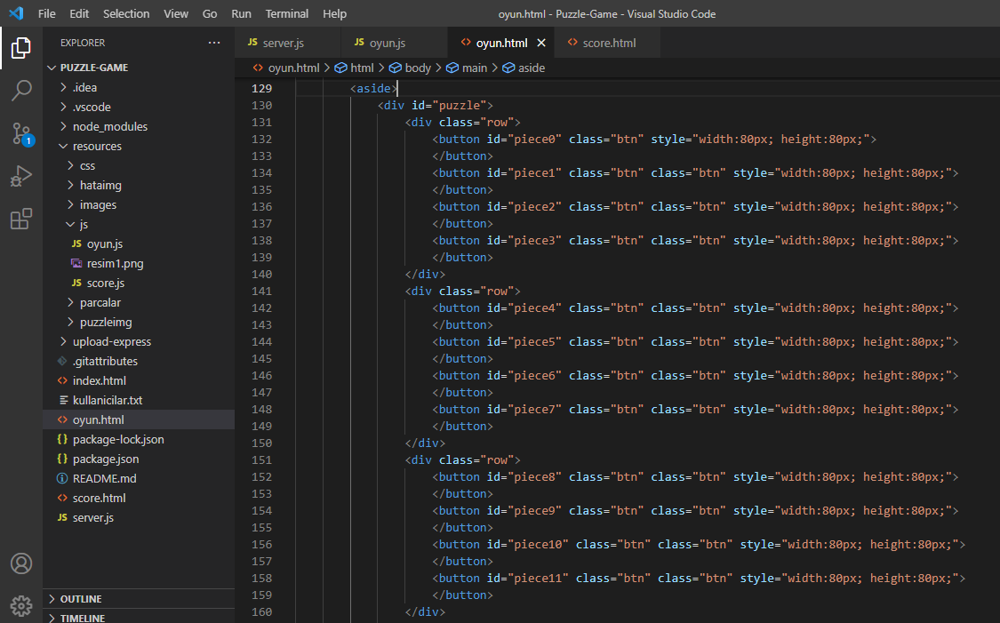 File Edit Selection View Go Run Terminal Help oyun.html - Puzzle-Game - Visual Studio Code
EXPLORER ...
PUZZLE-GAME
.idea
.vscode
node_modules
resources
css
hataimg
images
js
JS oyun.js
resim1.png
JS score.js
parcalar
puzzleimg
upload-express
.gitattributes
<> index.html
kullanicilar.txt
<> oyun.html
{} package-lock.json
{} package.json
README.md
<> score.html
JS server.js
OUTLINE
TIMELINE
1
JS server.js JS oyun.js <> oyun.html × <> score.html
<> oyun.html > html > body > main > aside
129 <aside>
130 <div id="puzzle">
131 <div class="row">
132 <button id="piece0" class="btn" style="width:80px; height:80px;">
133 </button>
134 <button id="piece1" class="btn" class="btn" style="width:80px; height:80px;">
135 </button>
136 <button id="piece2" class="btn" class="btn" style="width:80px; height:80px;">
137 </button>
138 <button id="piece3" class="btn" class="btn" style="width:80px; height:80px;">
139 </button>
140 </div>
141 <div class="row">
142 <button id="piece4" class="btn" class="btn" style="width:80px; height:80px;">
143 </button>
144 <button id="piece5" class="btn" class="btn" style="width:80px; height:80px;">
145 </button>
146 <button id="piece6" class="btn" class="btn" style="width:80px; height:80px;">
147 </button>
148 <button id="piece7" class="btn" class="btn" style="width:80px; height:80px;">
149 </button>
150 </div>
151 <div class="row">
152 <button id="piece8" class="btn" class="btn" style="width:80px; height:80px;">
153 </button>
154 <button id="piece9" class="btn" class="btn" style="width:80px; height:80px;">
155 </button>
156 <button id="piece10" class="btn" class="btn" style="width:80px; height:80px;">
157 </button>
158 <button id="piece11" class="btn" class="btn" style="width:80px; height:80px;">
159 </button>
160 </div>